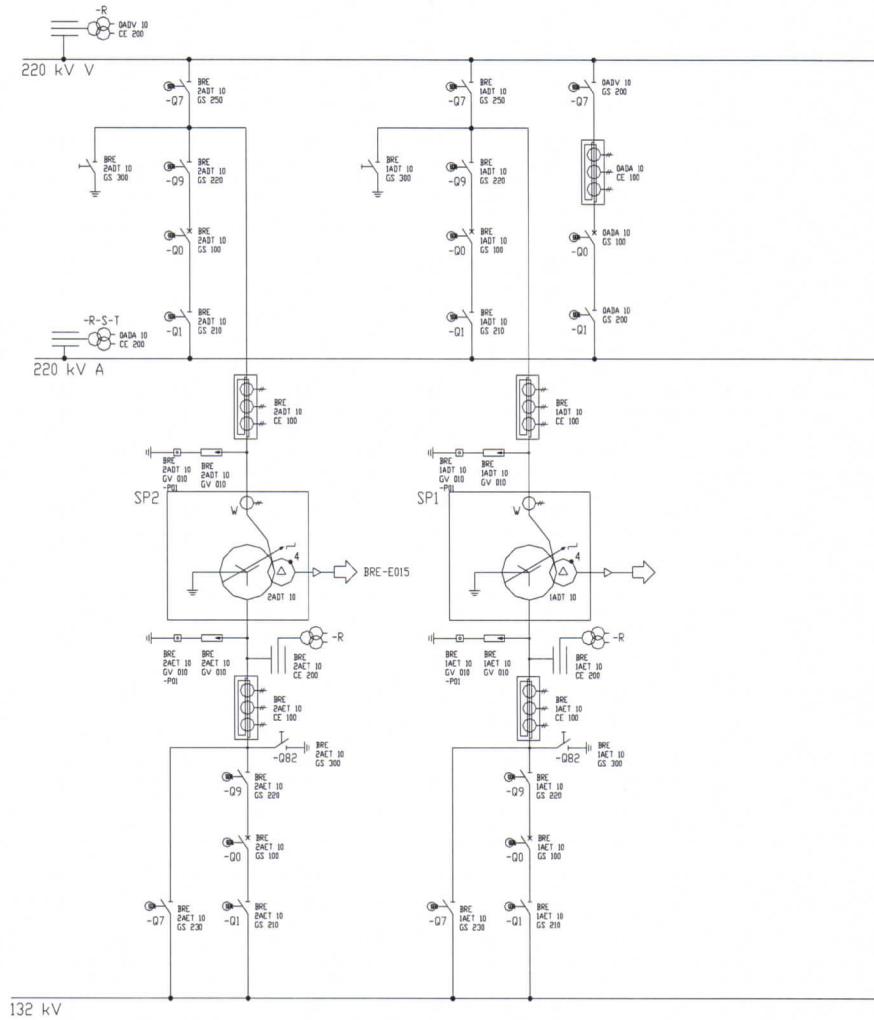 -R
0ADV 10
CE 200
220 kV V
-Q7
BRE
2ADT 10
GS 250
-Q7
BRE
1ADT 10
GS 250
-Q7
0ADV 10
GS 200
BRE
2ADT 10
GS 300
-Q9
BRE
2ADT 10
GS 220
BRE
1ADT 10
GS 300
-Q9
BRE
1ADT 10
GS 220
0ADA 10
CE 100
-Q0
BRE
2ADT 10
GS 100
-Q0
BRE
1ADT 10
GS 100
-Q0
0ADA 10
GS 100
-R-S-T
0ADA 10
CE 200
-Q1
BRE
2ADT 10
GS 210
-Q1
BRE
1ADT 10
GS 210
-Q1
0ADA 10
GS 200
220 kV A
BRE
2ADT 10
CE 100
BRE
1ADT 10
CE 100
BRE
2ADT 10
GV 010
-P01
BRE
2ADT 10
GV 010
BRE
1ADT 10
GV 010
-P01
BRE
1ADT 10
GV 010
SP2
W
4
2ADT 10
BRE-E015
SP1
W
4
1ADT 10
BRE
2AET 10
GV 010
-P01
BRE
2AET 10
GV 010
-R
BRE
2AET 10
CE 200
BRE
1AET 10
GV 010
-P01
BRE
1AET 10
GV 010
-R
BRE
1AET 10
CE 200
BRE
2AET 10
CE 100
BRE
1AET 10
CE 100
-Q82
BRE
2AET 10
GS 300
-Q82
BRE
1AET 10
GS 300
-Q9
BRE
2AET 10
GS 220
-Q9
BRE
1AET 10
GS 220
-Q0
BRE
2AET 10
GS 100
-Q0
BRE
1AET 10
GS 100
-Q7
BRE
2AET 10
GS 230
-Q1
BRE
2AET 10
GS 210
-Q7
BRE
1AET 10
GS 230
-Q1
BRE
1AET 10
GS 210
132 kV